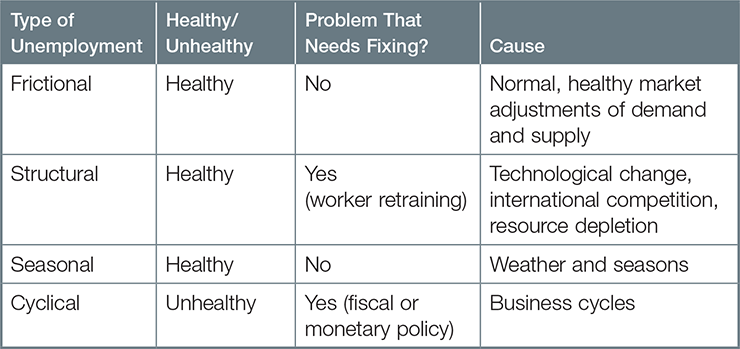 Type of Unemployment
Healthy/ Unhealthy
Problem That Needs Fixing?
Cause
Frictional
Healthy
No
Normal, healthy market
adjustments of demand
and supply
Structural
Healthy
Yes
(worker retraining)
Technological change,
international competition,
resource depletion
Seasonal
Healthy
No
Weather and seasons
Cyclical
Unhealthy
Yes (fiscal or
monetary policy)
Business cycles